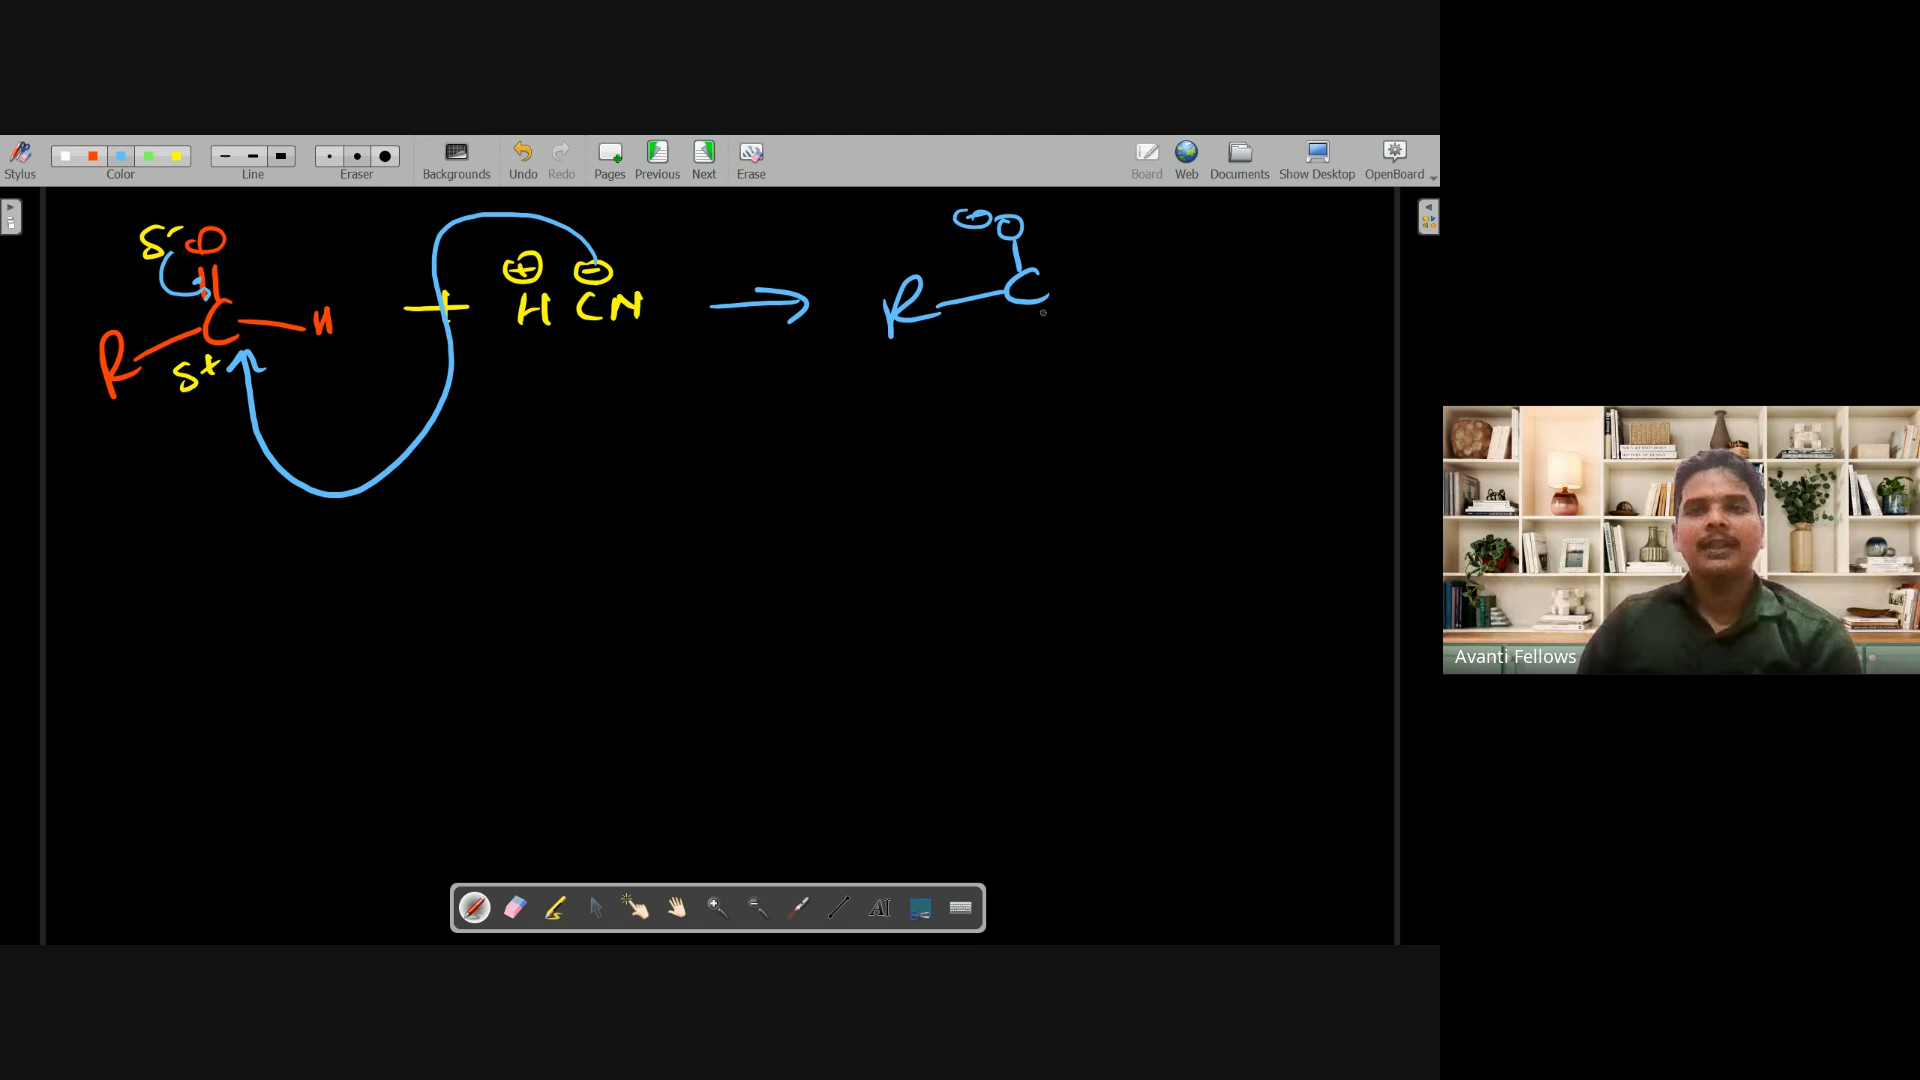 Stylus Color Line Eraser Backgrounds Undo Redo Pages Previous Next Erase Board Web Documents Show Desktop OpenBoard
δ- O
C H
R δ+
+ ⊕ ⊖
H CN
→
⊖ O
R C
AI
Avanti Fellows